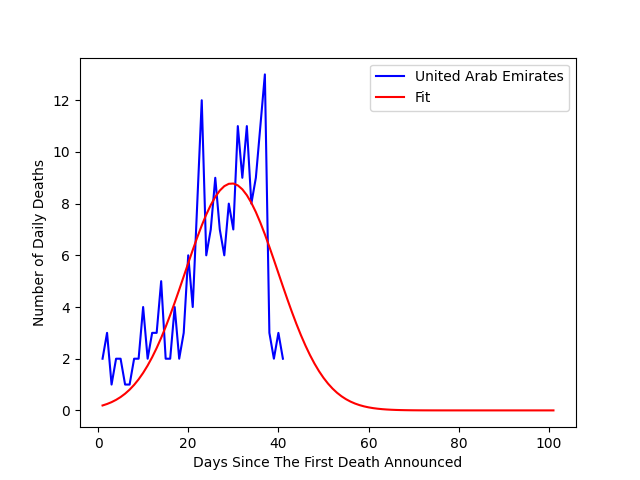 United Arab Emirates
Fit
12
10
8
6
4
2
0
Number of Daily Deaths
0 20 40 60 80 100
Days Since The First Death Announced